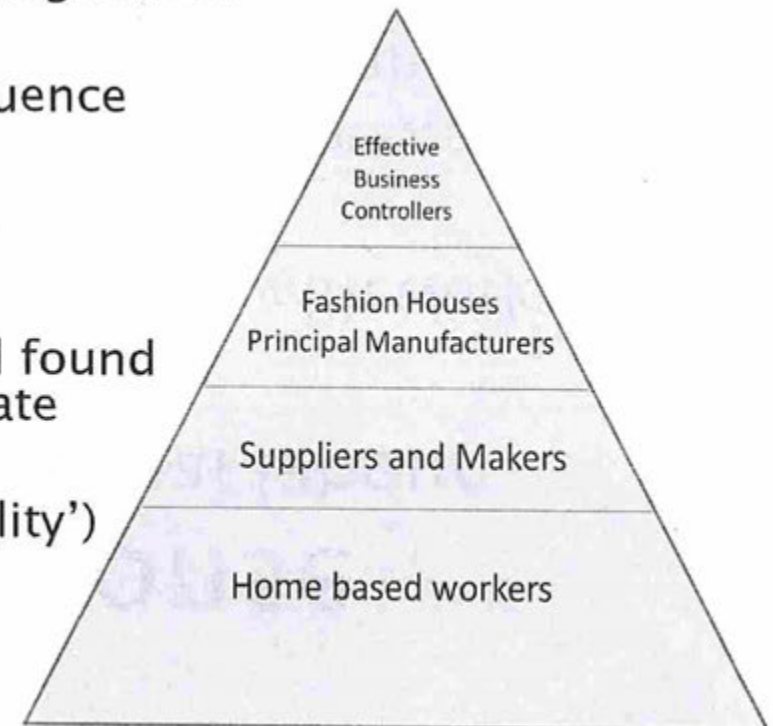 uence
found
ate
lity')
Effective
Business
Controllers
Fashion Houses
Principal Manufacturers
Suppliers and Makers
Home based workers